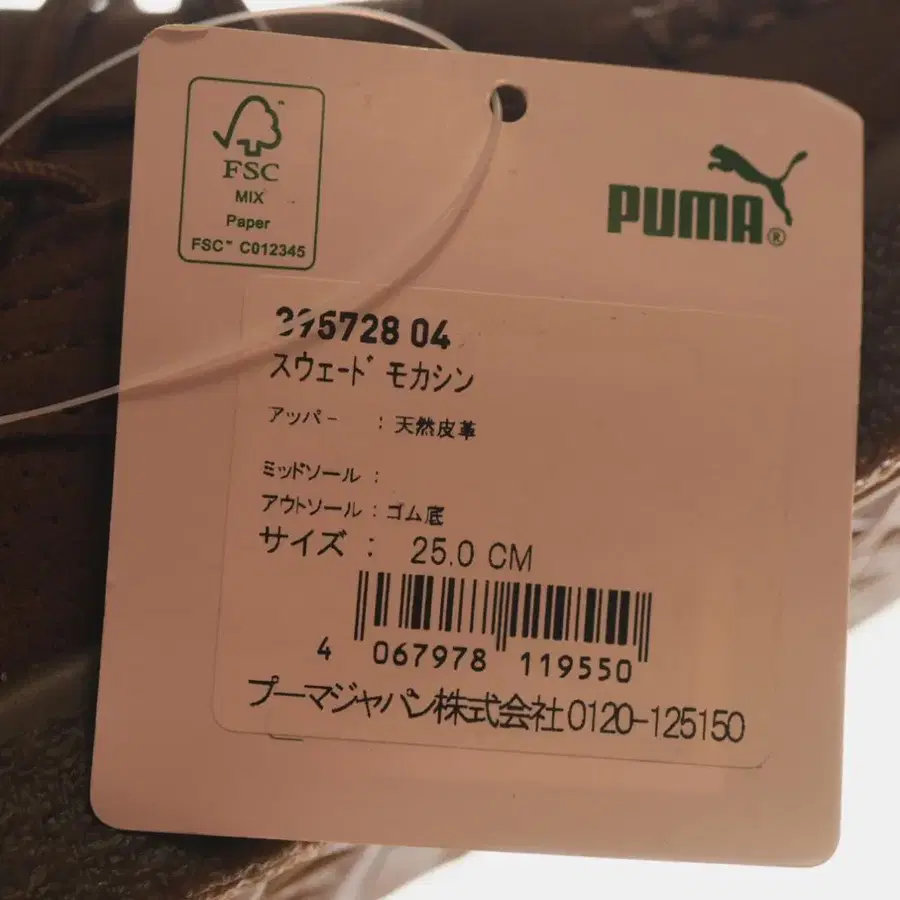 FSC
MIX
Paper
FSC™ C012345
PUMA®
04
スウェード モカシン
アッパー : 天然皮革
ミッドソール :
アウトソール : ゴム底
サイズ : 25.0 CM
4 067978 119550
プーマジャパン株式会社0120-125150